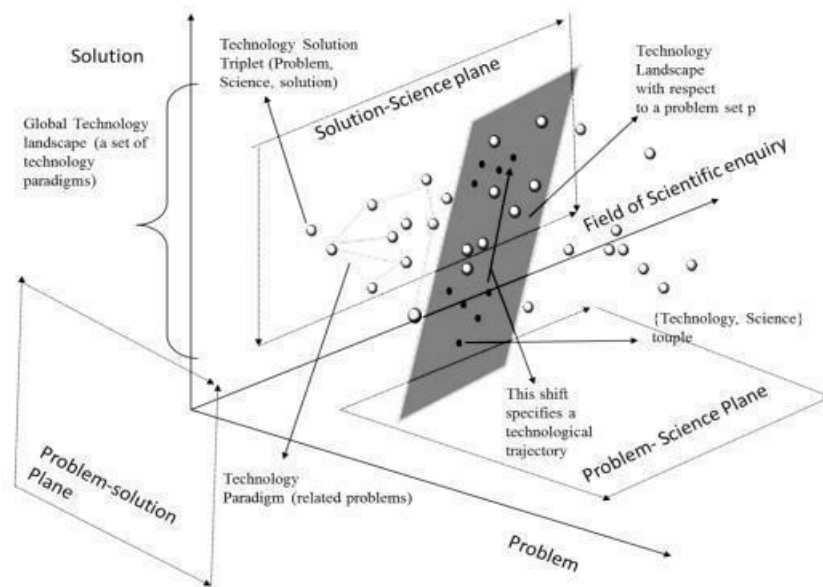 Solution
Technology Solution
Triplet (Problem,
Science, solution)
Technology
Landscape
with respect
to a problem set p
Solution-Science plane
Global Technology
landscape (a set of
technology
paradigms)
Field of Scientific enquiry
{Technology, Science}
touple
This shift
specifies a
technological
trajectory
Problem- Science Plane
Problem-solution
Plane
Technology
Paradigm (related problems)
Problem